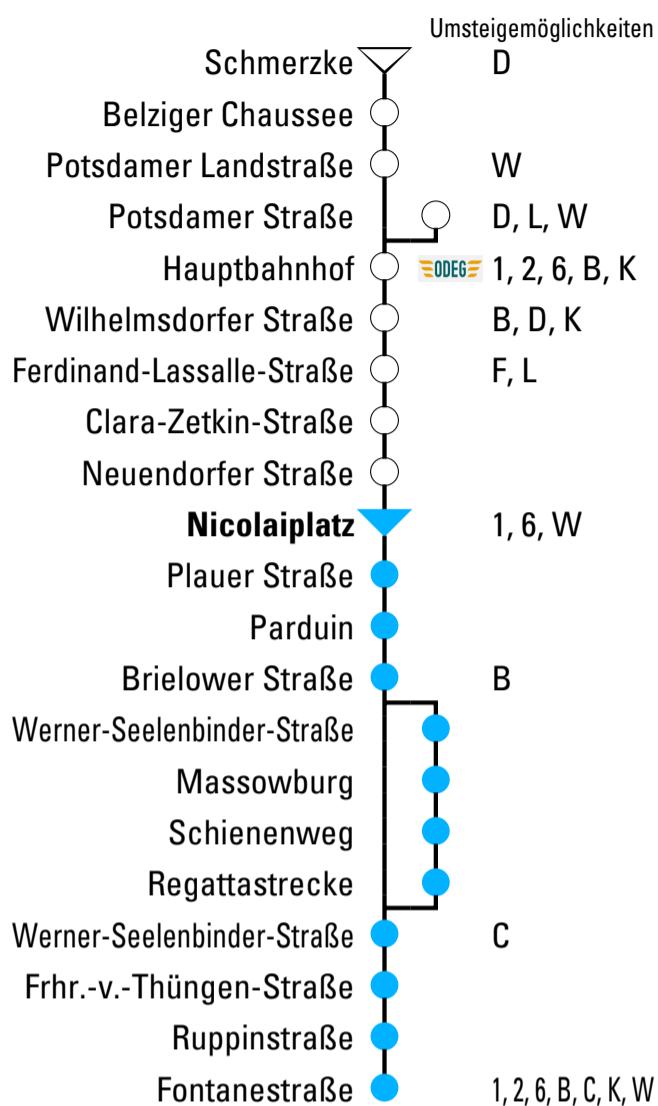 Umsteigemöglichkeiten
Schmerzke D
Belziger Chaussee
Potsdamer Landstraße W
Potsdamer Straße D, L, W
Hauptbahnhof ODEG 1, 2, 6, B, K
Wilhelmsdorfer Straße B, D, K
Ferdinand-Lassalle-Straße F, L
Clara-Zetkin-Straße
Neuendorfer Straße
Nicolaiplatz 1, 6, W
Plauer Straße
Parduin
Brielower Straße B
Werner-Seelenbinder-Straße
Massowburg
Schienenweg
Regattastrecke
Werner-Seelenbinder-Straße C
Frhr.-v.-Thüngen-Straße
Ruppinstraße
Fontanestraße 1, 2, 6, B, C, K, W